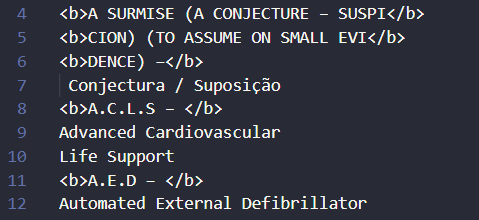 4 <b>A SURMISE (A CONJECTURE – SUSPI</b>
5 <b>CION) (TO ASSUME ON SMALL EVI</b>
6 <b>DENCE) –</b>
7 Conjectura / Suposição
8 <b>A.C.L.S – </b>
9 Advanced Cardiovascular
10 Life Support
11 <b>A.E.D – </b>
12 Automated External Defibrillator